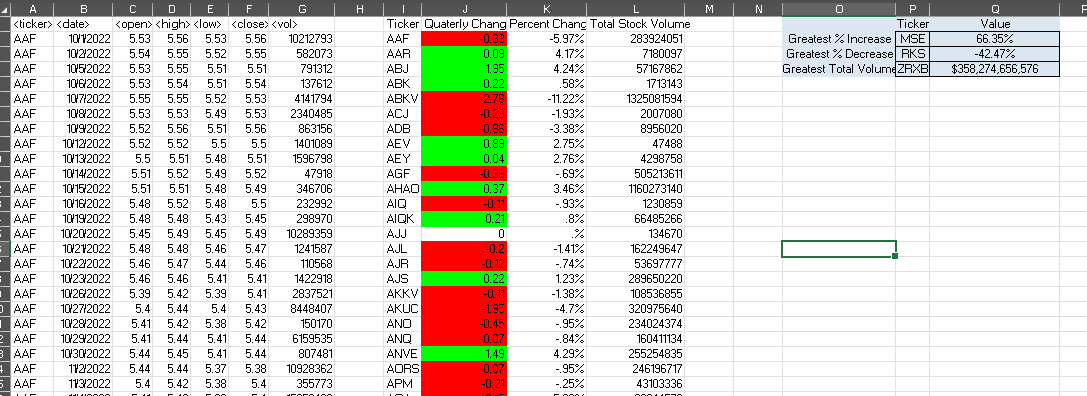 A B C D E F G H I J K L M N O P Q
<ticker> <date> <open> <high> <low> <close> <vol> Ticker Quaterly Chang Percent Chang Total Stock Volume Ticker Value
AAF 10/1/2022 5.53 5.56 5.53 5.56 10212793 AAF -0.33 -5.97% 283924051 Greatest % Increase MSE 66.35%
AAF 10/2/2022 5.54 5.55 5.52 5.55 582073 AAR 0.09 4.17% 7180097 Greatest % Decrease RKS -42.47%
AAF 10/5/2022 5.53 5.55 5.51 5.51 791312 ABJ 1.95 4.24% 57167862 Greatest Total Volume ZRXB $358,274,656,576
AAF 10/6/2022 5.53 5.54 5.51 5.54 137612 ABK 0.22 .58% 1713143
AAF 10/7/2022 5.55 5.55 5.52 5.53 4141794 ABKV -2.78 -11.22% 1325081594
AAF 10/8/2022 5.53 5.53 5.49 5.53 2340485 ACJ -0.29 -1.93% 2007080
AAF 10/9/2022 5.52 5.56 5.51 5.56 863156 ADB -0.86 -3.38% 8956020
AAF 10/12/2022 5.52 5.52 5.5 5.5 1401089 AEV 0.89 2.75% 47488
AAF 10/13/2022 5.5 5.51 5.48 5.51 1596798 AEY 0.04 2.76% 4298758
AAF 10/14/2022 5.51 5.52 5.49 5.52 47918 AGF -0.38 -.69% 505213611
AAF 10/15/2022 5.51 5.51 5.48 5.49 346706 AHAO 0.37 3.46% 1160273140
AAF 10/16/2022 5.48 5.52 5.48 5.5 232992 AIQ -0.11 -.93% 1230859
AAF 10/19/2022 5.48 5.48 5.43 5.45 298970 AIQK 0.21 .8% 66485266
AAF 10/20/2022 5.45 5.49 5.45 5.49 10289359 AJJ 0 .% 134670
AAF 10/21/2022 5.48 5.48 5.46 5.47 1241587 AJL -0.2 -1.41% 162249647
AAF 10/22/2022 5.46 5.47 5.44 5.46 110568 AJR -0.12 -.74% 53697777
AAF 10/23/2022 5.46 5.46 5.41 5.41 1422918 AJS 0.22 1.23% 289650220
AAF 10/26/2022 5.39 5.42 5.39 5.41 2837521 AKKV -0.11 -1.38% 108536855
AAF 10/27/2022 5.4 5.44 5.4 5.43 8448407 AKUC -1.95 -4.7% 320975640
AAF 10/28/2022 5.41 5.42 5.38 5.42 150170 ANO -0.45 -.95% 234024374
AAF 10/29/2022 5.41 5.44 5.41 5.44 6159535 ANQ -0.07 -.84% 160411134
AAF 10/30/2022 5.44 5.45 5.41 5.44 807481 ANVE 1.49 4.29% 255254835
AAF 11/2/2022 5.44 5.44 5.37 5.38 10928362 AORS -0.07 -.95% 246196717
AAF 11/3/2022 5.4 5.42 5.38 5.4 355773 APM -0.21 -.25% 43103336